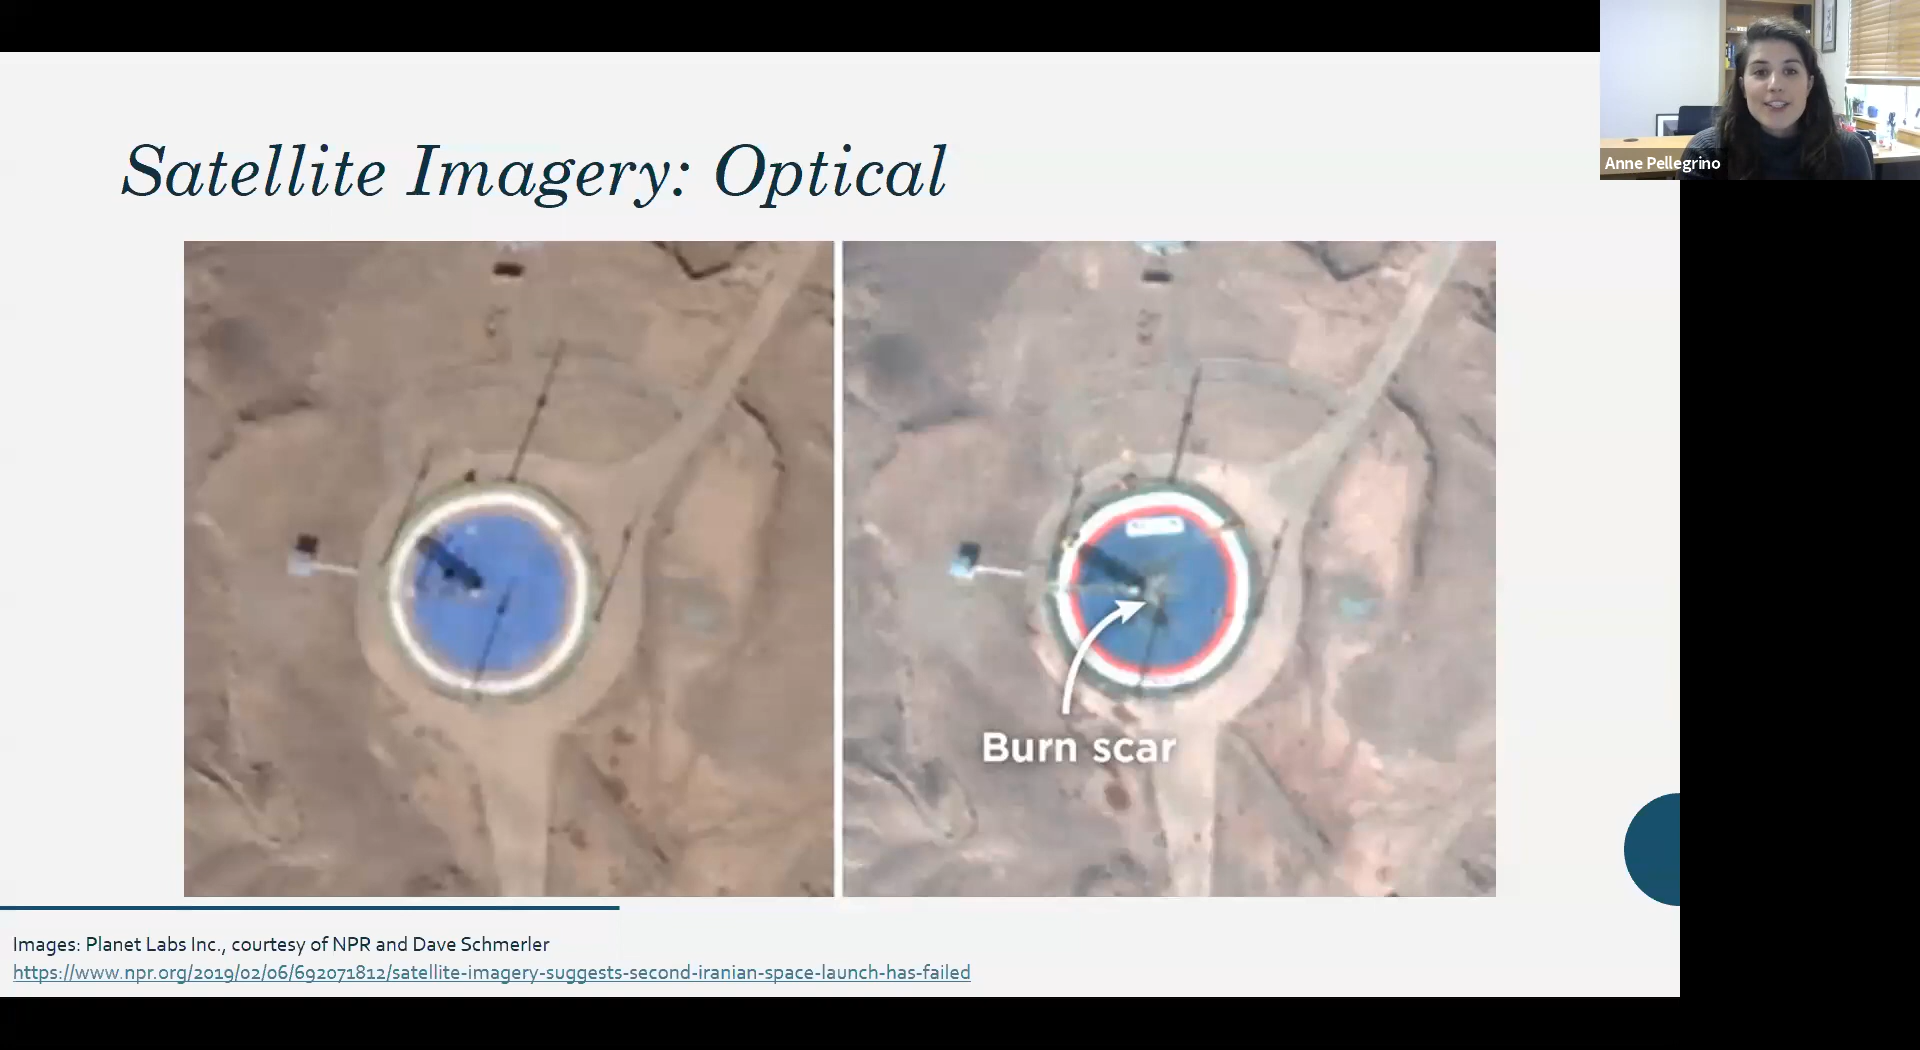 Satellite Imagery: Optical
Anne Pellegrino
Burn scar
Images: Planet Labs Inc., courtesy of NPR and Dave Schmerler
https://www.npr.org/2019/02/06/692071812/satellite-imagery-suggests-second-iranian-space-launch-has-failed